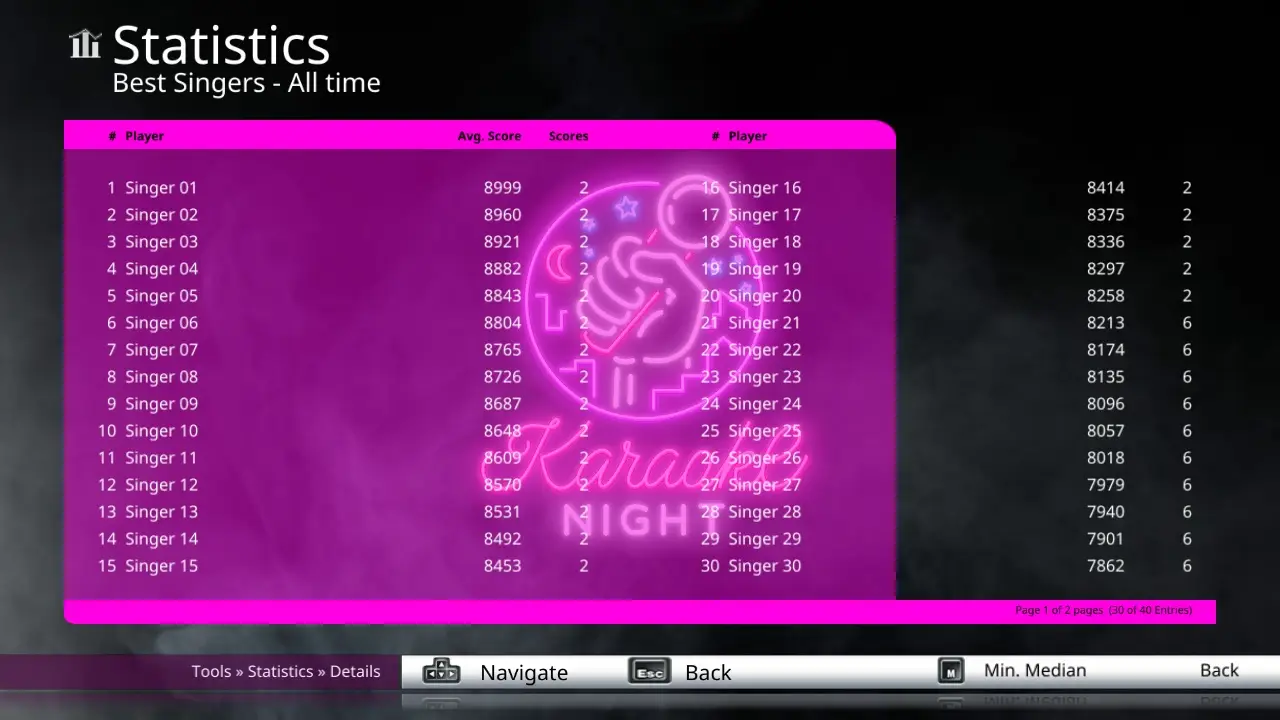 Statistics
Best Singers - All time
# Player Avg. Score Scores # Player
1 Singer 01 8999 2 16 Singer 16 8414 2
2 Singer 02 8960 2 17 Singer 17 8375 2
3 Singer 03 8921 2 18 Singer 18 8336 2
4 Singer 04 8882 2 19 Singer 19 8297 2
5 Singer 05 8843 2 20 Singer 20 8258 2
6 Singer 06 8804 2 21 Singer 21 8213 6
7 Singer 07 8765 2 22 Singer 22 8174 6
8 Singer 08 8726 2 23 Singer 23 8135 6
9 Singer 09 8687 2 24 Singer 24 8096 6
10 Singer 10 8648 2 25 Singer 25 8057 6
11 Singer 11 8609 2 26 Singer 26 8018 6
12 Singer 12 8570 2 27 Singer 27 7979 6
13 Singer 13 8531 2 28 Singer 28 7940 6
14 Singer 14 8492 2 29 Singer 29 7901 6
15 Singer 15 8453 2 30 Singer 30 7862 6
Karaoke
NIGHT
Page 1 of 2 pages (30 of 40 Entries)
Tools » Statistics » Details Navigate Esc Back M Min. Median Back